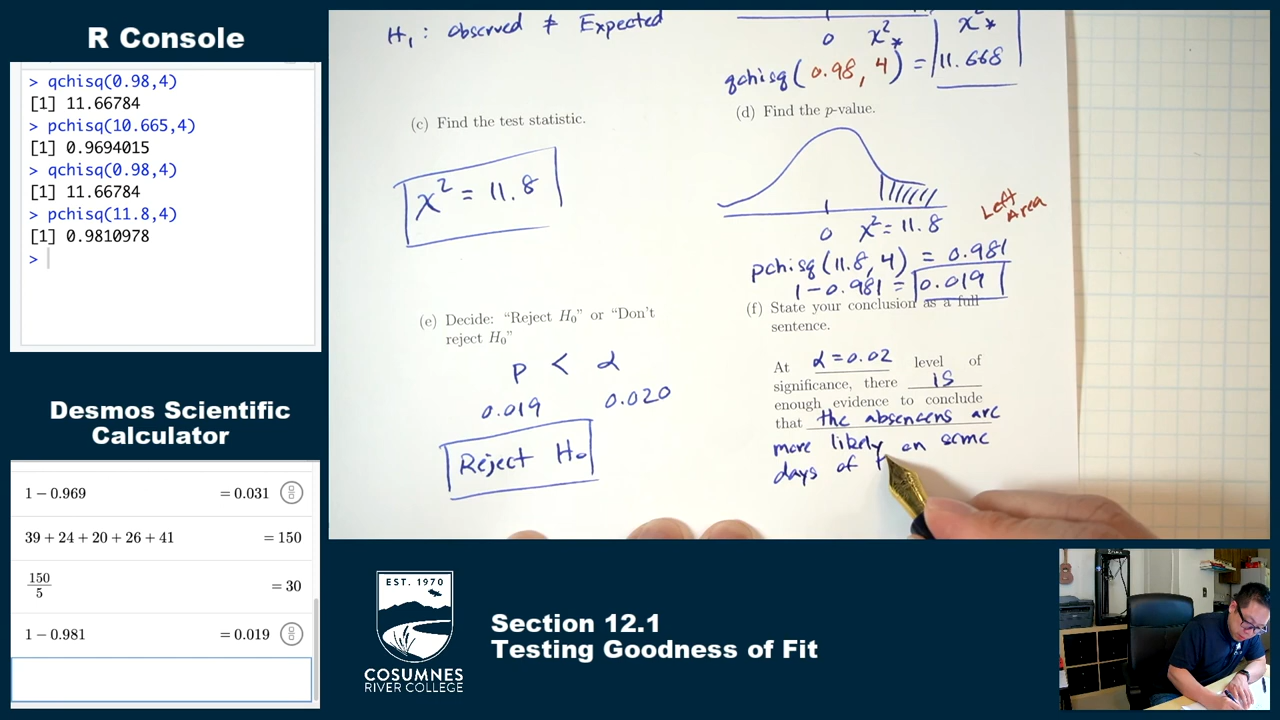 R Console
> qchisq(0.98,4)
[1] 11.66784
> pchisq(10.665,4)
[1] 0.9694015
> qchisq(0.98,4)
[1] 11.66784
> pchisq(11.8,4)
[1] 0.9810978
>
Desmos Scientific
Calculator
1 − 0.969 = 0.031
39 + 24 + 20 + 26 + 41 = 150
150/5 = 30
1 − 0.981 = 0.019
H₁ : Observed ≠ Expected
0 χ²* χ²*
qchisq(0.98, 4) = 11.668
(c) Find the test statistic.
χ² = 11.8
(d) Find the p-value.
Left
Area
0 χ² = 11.8
pchisq(11.8, 4) = 0.981
1 − 0.981 = 0.019
(e) Decide: “Reject H₀” or “Don’t
reject H₀”
P < α
0.019 0.020
Reject H₀
(f) State your conclusion as a full
sentence.
At α = 0.02 level of
significance, there is
enough evidence to conclude
that the absencens are
more likely on some
days of t
EST. 1970
COSUMNES
RIVER COLLEGE
Section 12.1
Testing Goodness of Fit